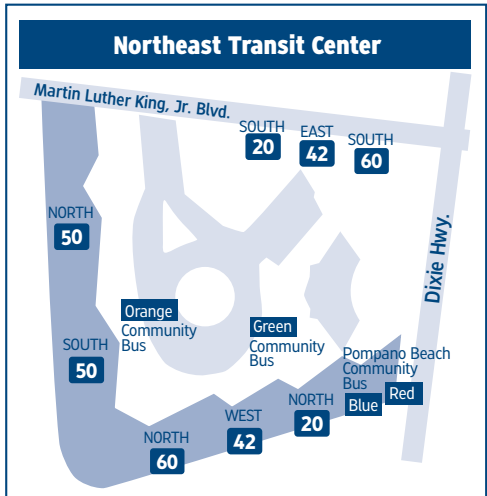 Northeast Transit Center
Martin Luther King, Jr. Blvd.
SOUTH
20
EAST
42
SOUTH
60
NORTH
50
Dixie Hwy.
Orange
Community
Bus
Green
Community
Bus
SOUTH
50
Pompano Beach
Community
Bus
Blue
Red
NORTH
20
WEST
42
NORTH
60